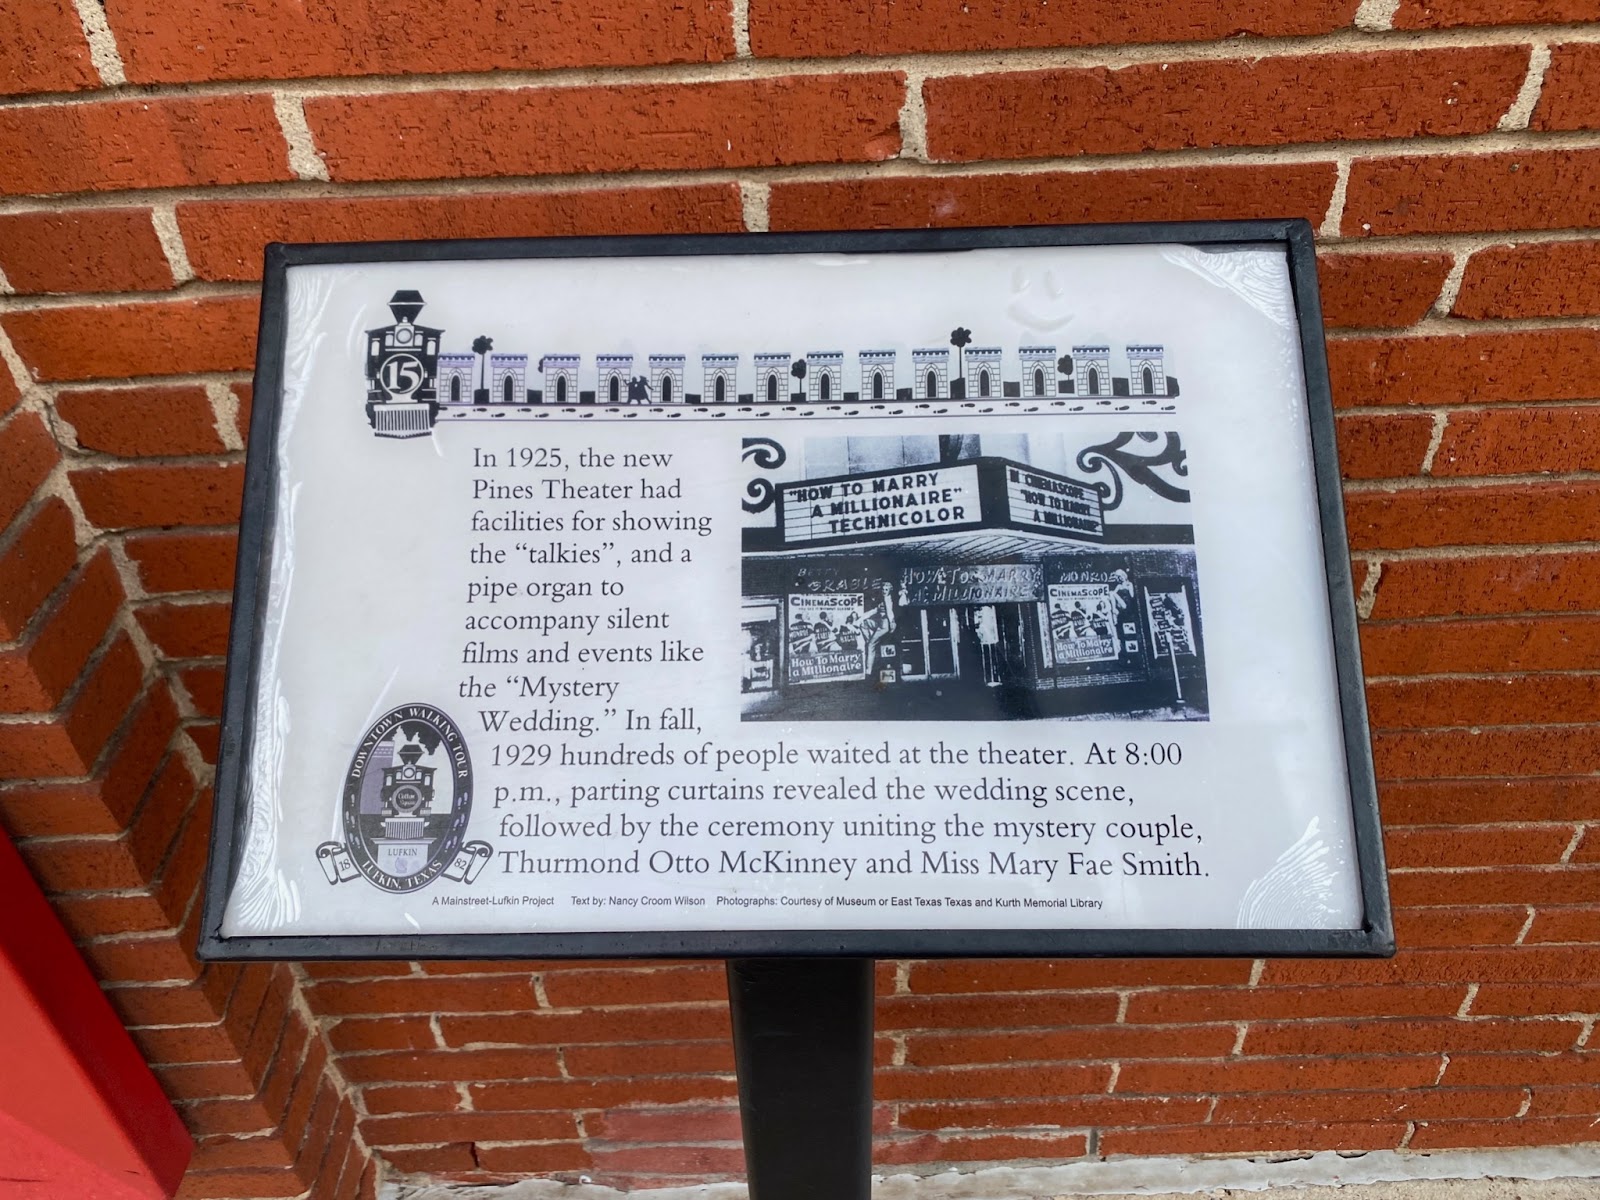 15
In 1925, the new
Pines Theater had
facilities for showing
the “talkies”, and a
pipe organ to
accompany silent
films and events like
the “Mystery
Wedding.” In fall,
1929 hundreds of people waited at the theater. At 8:00
p.m., parting curtains revealed the wedding scene,
followed by the ceremony uniting the mystery couple,
Thurmond Otto McKinney and Miss Mary Fae Smith.
"HOW TO MARRY
A MILLIONAIRE"
TECHNICOLOR
IN CINEMASCOPE
"HOW TO MARRY
A MILLIONAIRE"
BETTY
GRABLE
HOW TO MARRY
A MILLIONAIRE
MONROE
CINEMASCOPE
How To Marry
a Millionaire
CINEMASCOPE
How To Marry
a Millionaire
DOWNTOWN WALKING TOUR
LUFKIN
18 82
LUFKIN, TEXAS
A Mainstreet-Lufkin Project Text by: Nancy Croom Wilson Photographs: Courtesy of Museum or East Texas Texas and Kurth Memorial Library